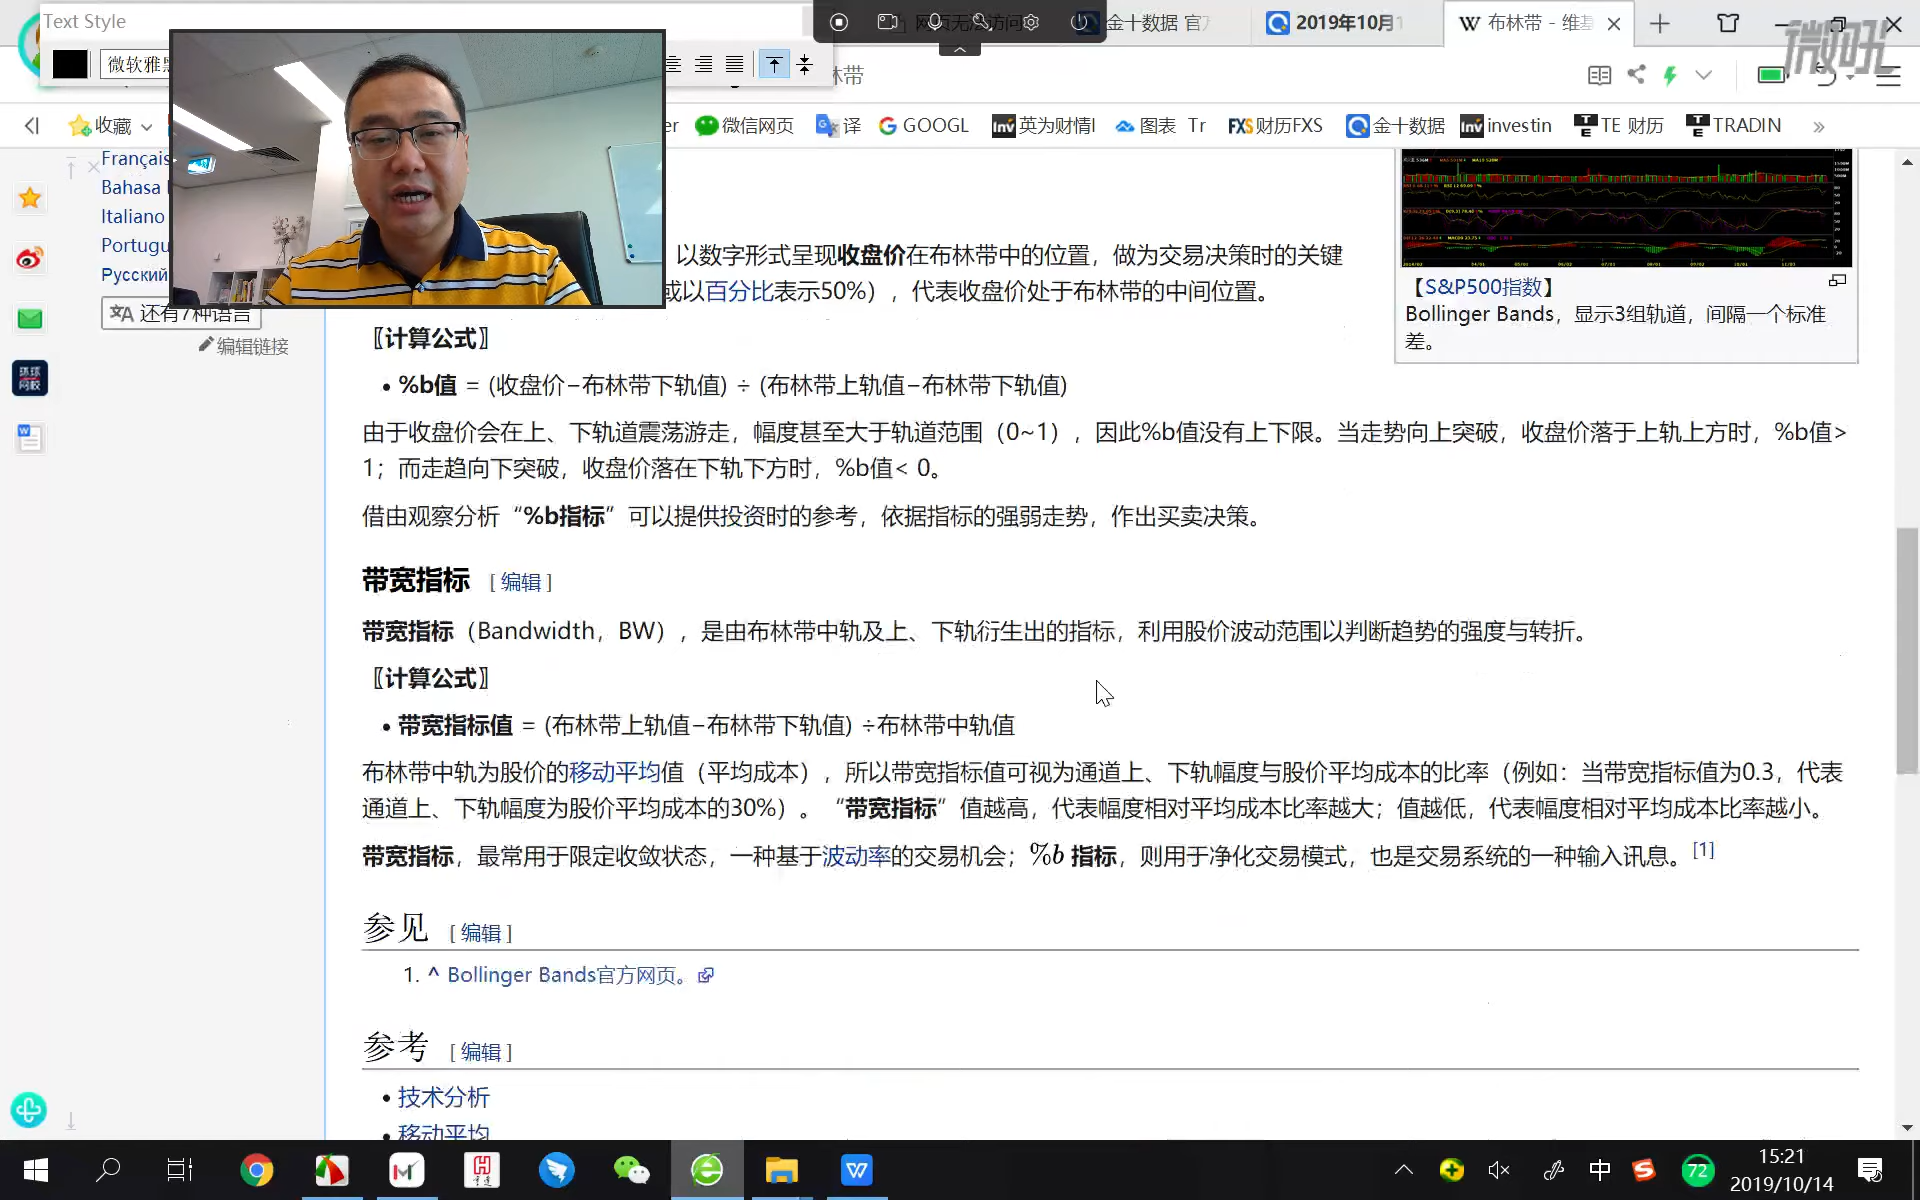 Text Style
网页无法访问
金十数据 官方
2019年10月1
布林带 - 维基
微吼
微软雅黑
林带
收藏
er
微信网页
译
GOOGL
英为财情I
图表
Tr
财历FXS
金十数据
investin
TE 财历
TRADIN
Français
Bahasa
Italiano
Portugu
Русский
还有7种语言
编辑链接
以数字形式呈现收盘价在布林带中的位置，做为交易决策时的关键
或以百分比表示50%），代表收盘价处于布林带的中间位置。
〖计算公式〗
• %b值 = (收盘价−布林带下轨值) ÷ (布林带上轨值−布林带下轨值)
由于收盘价会在上、下轨道震荡游走，幅度甚至大于轨道范围（0~1），因此%b值没有上下限。当走势向上突破，收盘价落于上轨上方时，%b值>
1；而走趋向下突破，收盘价落在下轨下方时，%b值< 0。
借由观察分析“%b指标”可以提供投资时的参考，依据指标的强弱走势，作出买卖决策。
【S&P500指数】
Bollinger Bands，显示3组轨道，间隔一个标准
差。
带宽指标 [ 编辑 ]
带宽指标（Bandwidth，BW），是由布林带中轨及上、下轨衍生出的指标，利用股价波动范围以判断趋势的强度与转折。
〖计算公式〗
• 带宽指标值 = (布林带上轨值−布林带下轨值) ÷布林带中轨值
布林带中轨为股价的移动平均值（平均成本），所以带宽指标值可视为通道上、下轨幅度与股价平均成本的比率（例如：当带宽指标值为0.3，代表
通道上、下轨幅度为股价平均成本的30%）。“带宽指标”值越高，代表幅度相对平均成本比率越大；值越低，代表幅度相对平均成本比率越小。
带宽指标，最常用于限定收敛状态，一种基于波动率的交易机会；%b 指标，则用于净化交易模式，也是交易系统的一种输入讯息。[1]
参见 [ 编辑 ]
1. ^ Bollinger Bands官方网页。
参考 [ 编辑 ]
• 技术分析
• 移动平均
中
72
15:21
2019/10/14